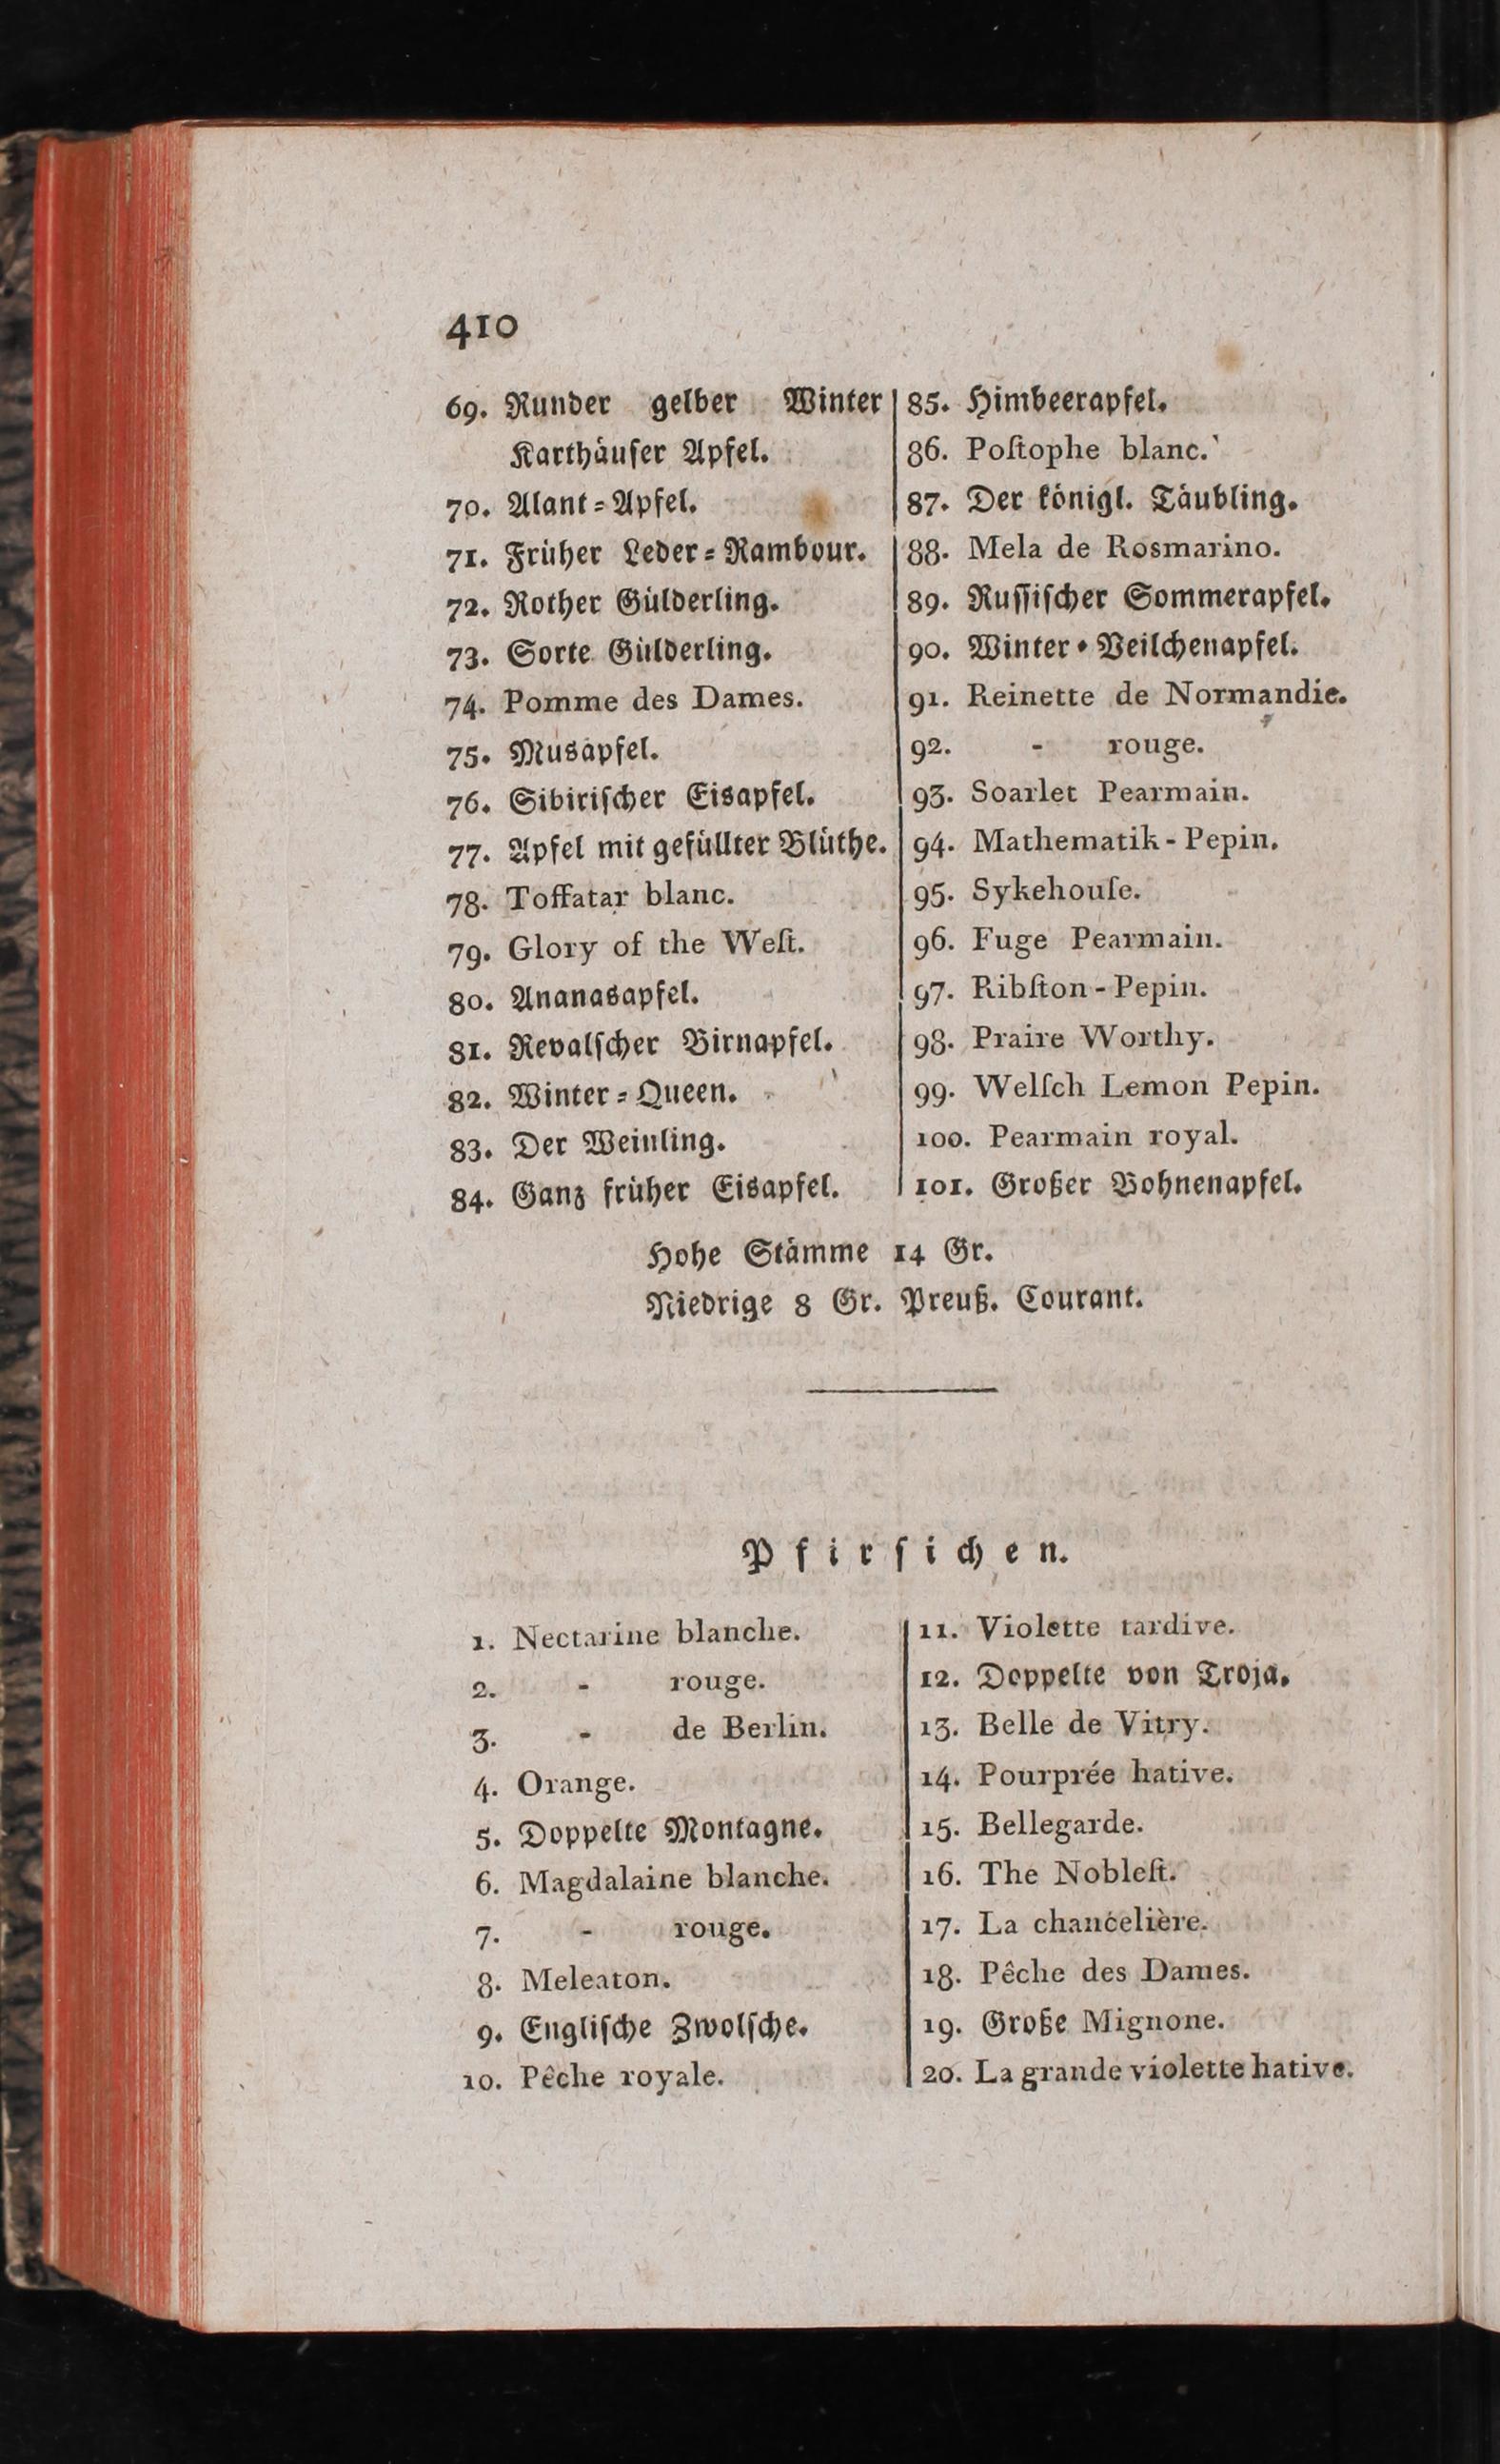 410
69. Runder gelber Winter
Karthäuſer Apfel.
70. Alant-Apfel.
71. Früher Leder-Rambour.
72. Rother Gülderling.
73. Sorte Gülderling.
74. Pomme des Dames.
75. Musapfel.
76. Sibiriſcher Eisapfel.
77. Apfel mit gefüllter Blüthe.
78. Toffatar blanc.
79. Glory of the Weſt.
80. Ananasapfel.
81. Revalſcher Birnapfel.
82. Winter-Queen.
83. Der Weinling.
84. Ganz früher Eisapfel.
85. Himbeerapfel.
86. Poſtophe blanc.
87. Der königl. Täubling.
88. Mela de Rosmarino.
89. Ruſſiſcher Sommerapfel.
90. Winter-Veilchenapfel.
91. Reinette de Normandie.
92. - rouge.
93. Soarlet Pearmain.
94. Mathematik-Pepin.
95. Sykehouſe.
96. Fuge Pearmain.
97. Ribſton-Pepin.
98. Praire Worthy.
99. Welſch Lemon Pepin.
100. Pearmain royal.
101. Großer Bohnenapfel.
Hohe Stämme 14 Gr.
Niedrige 8 Gr. Preuß. Courant.
Pfirſichen.
1. Nectarine blanche.
2. - rouge.
3. - de Berlin.
4. Orange.
5. Doppelte Montagne.
6. Magdalaine blanche.
7. - rouge.
8. Meleaton.
9. Engliſche Zwolſche.
10. Pêche royale.
11. Violette tardive.
12. Doppelte von Troja.
13. Belle de Vitry.
14. Pourprée hative.
15. Bellegarde.
16. The Nobleſt.
17. La chancelière.
18. Pêche des Dames.
19. Große Mignone.
20. La grande violette hative.